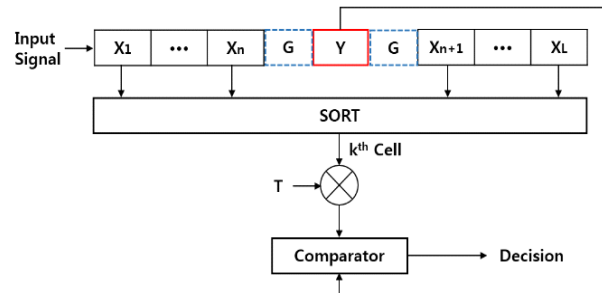 Input Signal
X1 ••• Xn G Y G Xn+1 ••• XL
SORT
kth Cell
T
Comparator
Decision